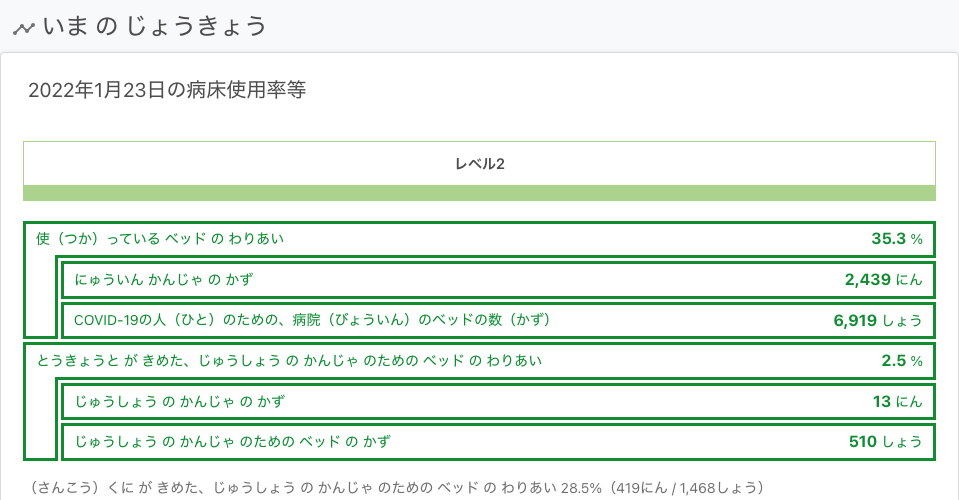 いま の じょうきょう
2022年1月23日の病床使用率等
レベル2
使（つか）っている ベッド の わりあい 35.3 %
にゅういん かんじゃ の かず 2,439 にん
COVID-19の人（ひと）のための、病院（びょういん）のベッドの数（かず） 6,919 しょう
とうきょうと が きめた、じゅうしょう の かんじゃ のための ベッド の わりあい 2.5 %
じゅうしょう の かんじゃ の かず 13 にん
じゅうしょう の かんじゃ のための ベッド の かず 510 しょう
（さんこう）くに が きめた、じゅうしょう の かんじゃ のための ベッド の わりあい 28.5%（419にん / 1,468しょう）